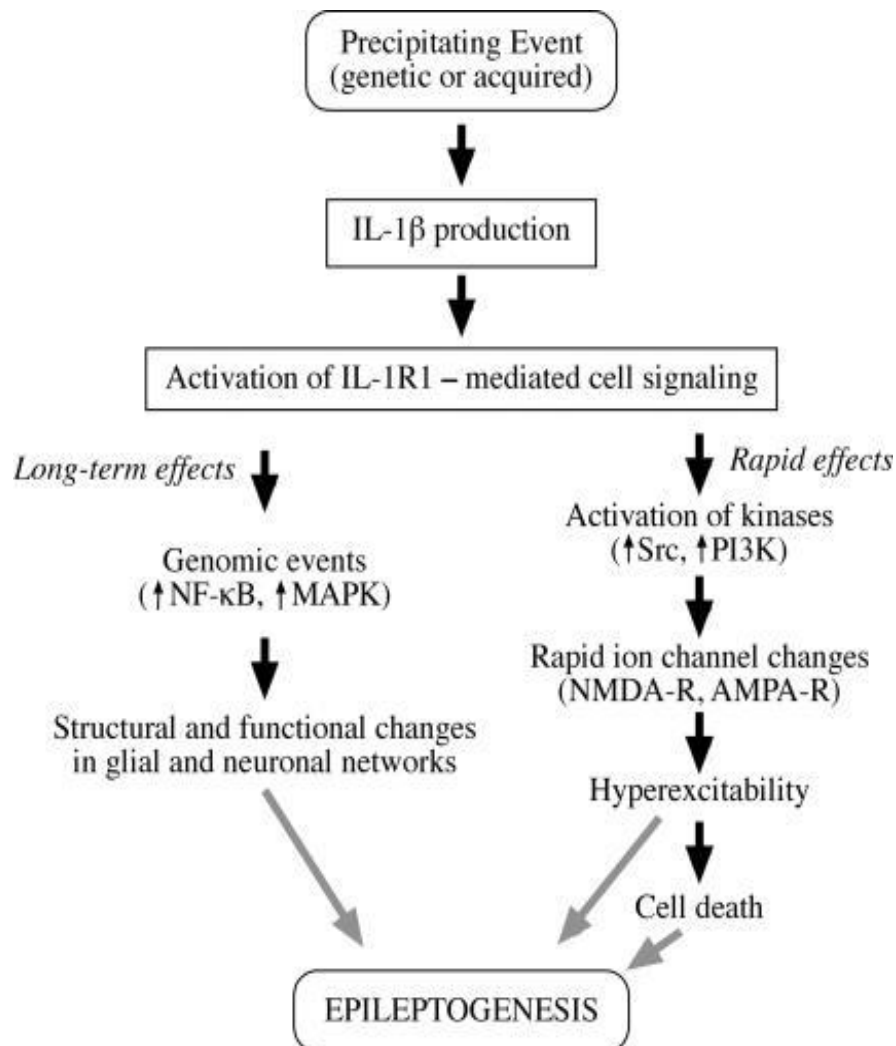 Precipitating Event
(genetic or acquired)
IL-1β production
Activation of IL-1R1 – mediated cell signaling
Long-term effects
Rapid effects
Genomic events
(↑NF-κB, ↑MAPK)
Structural and functional changes
in glial and neuronal networks
Activation of kinases
(↑Src, ↑PI3K)
Rapid ion channel changes
(NMDA-R, AMPA-R)
Hyperexcitability
Cell death
EPILEPTOGENESIS